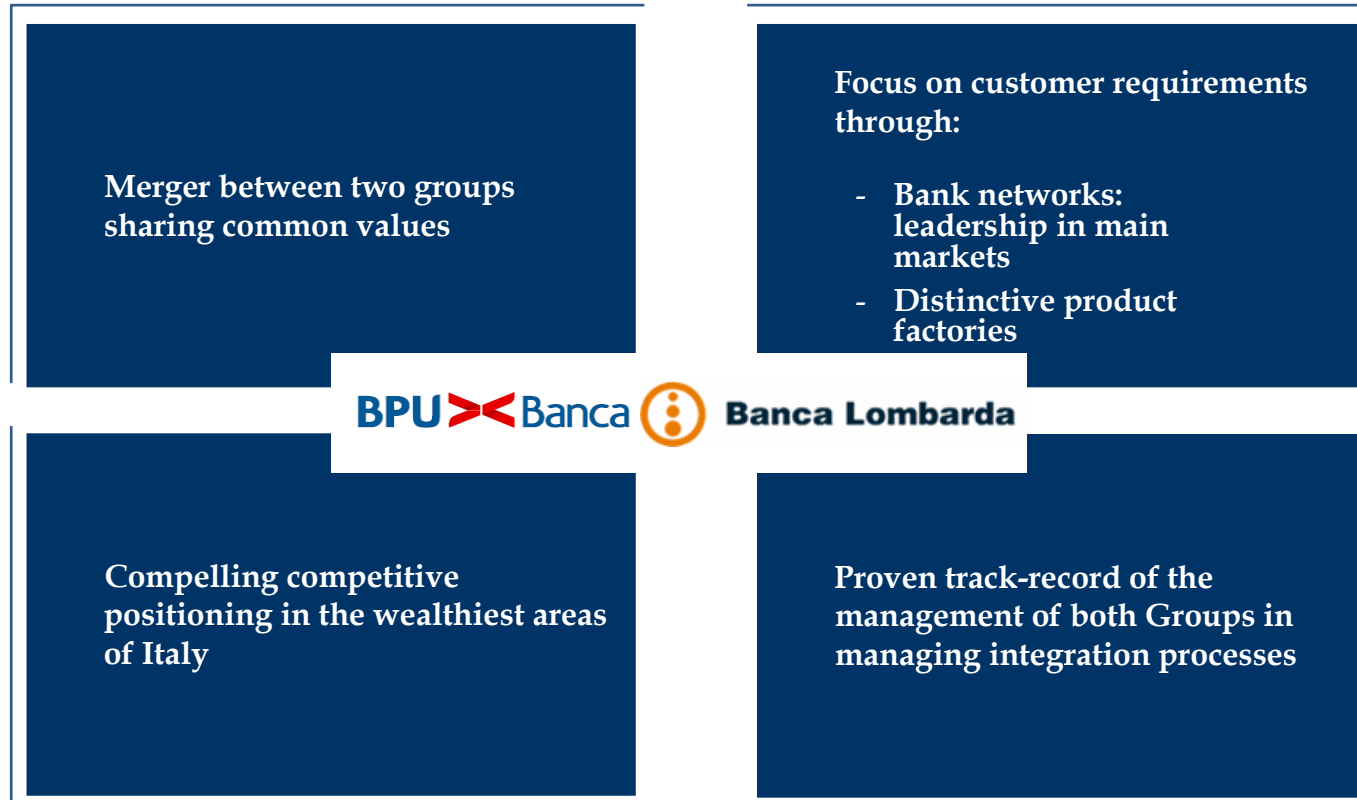 Merger between two groups
sharing common values
Focus on customer requirements
through:
- Bank networks:
leadership in main
markets
- Distinctive product
factories
BPU Banca Banca Lombarda
Compelling competitive
positioning in the wealthiest areas
of Italy
Proven track-record of the
management of both Groups in
managing integration processes